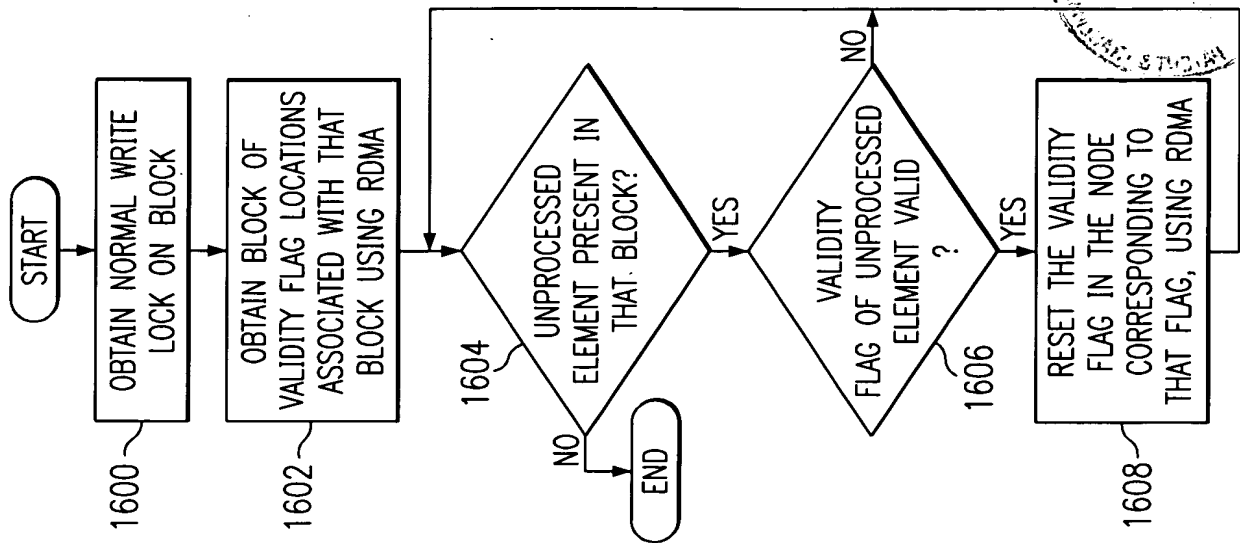 START
OBTAIN NORMAL WRITE
LOCK ON BLOCK
1600
OBTAIN BLOCK OF
VALIDITY FLAG LOCATIONS
ASSOCIATED WITH THAT
BLOCK USING RDMA
1602
UNPROCESSED
ELEMENT PRESENT IN
THAT BLOCK?
1604
NO
END
YES
VALIDITY
FLAG OF UNPROCESSED
ELEMENT VALID
?
1606
NO
YES
RESET THE VALIDITY
FLAG IN THE NODE
CORRESPONDING TO
THAT FLAG, USING RDMA
1608